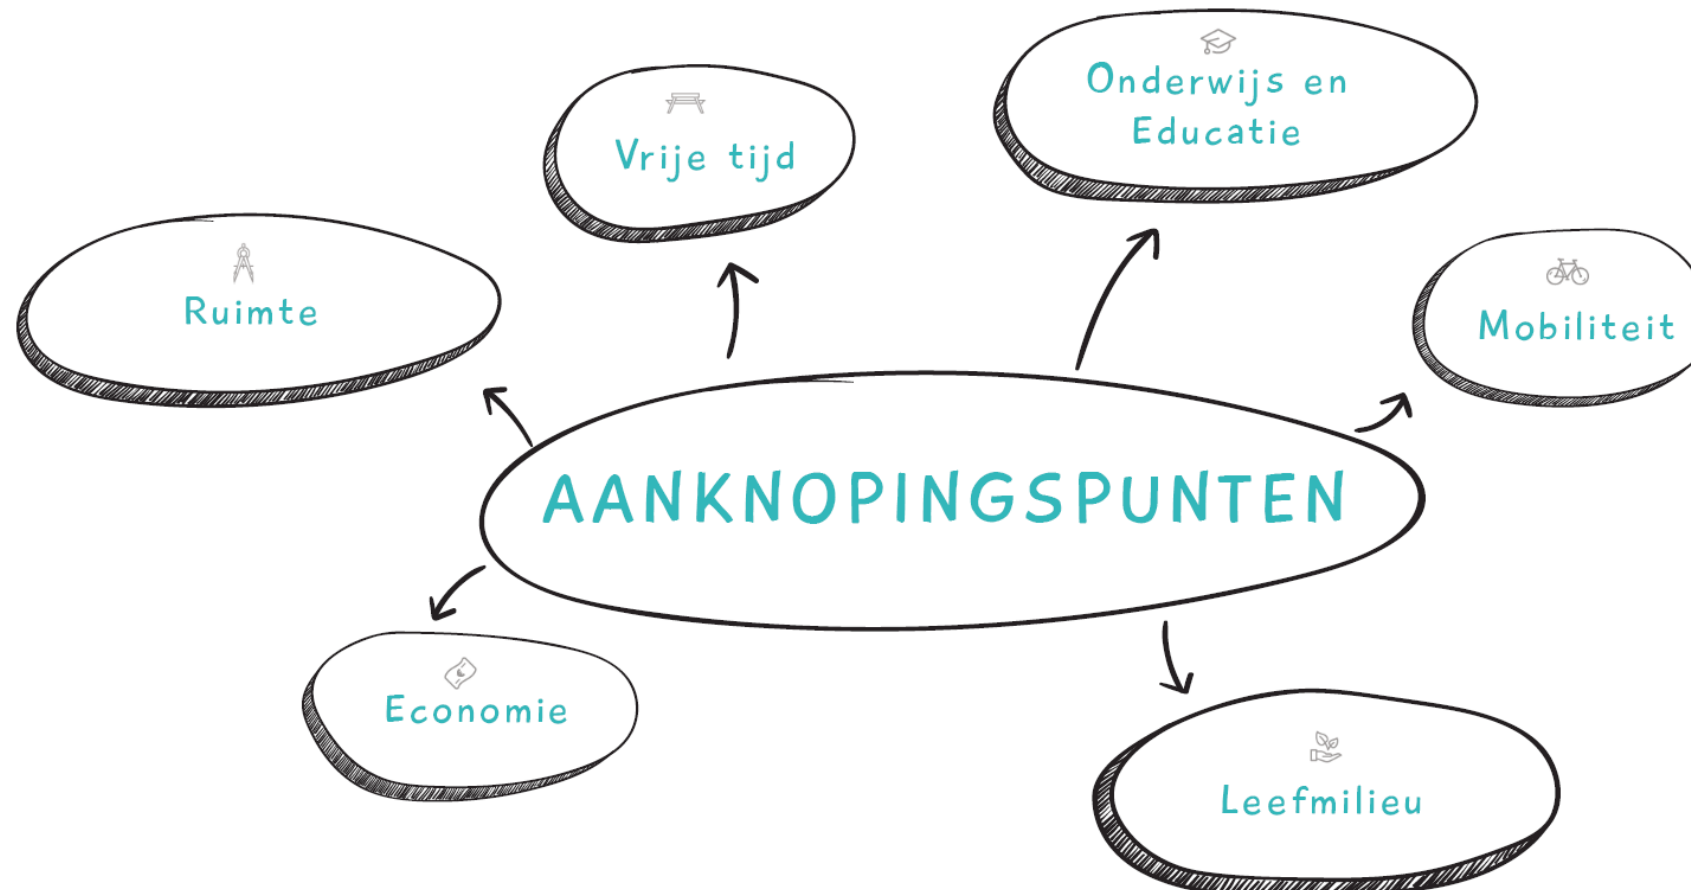 Onderwijs en
Educatie
Vrije tijd
Ruimte
Mobiliteit
AANKNOPINGSPUNTEN
Economie
Leefmilieu